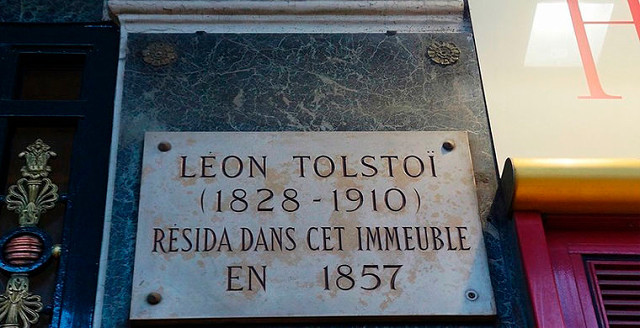 LÉON TOLSTOÏ
(1828-1910)
RÉSIDA DANS CET IMMEUBLE
EN 1857
H